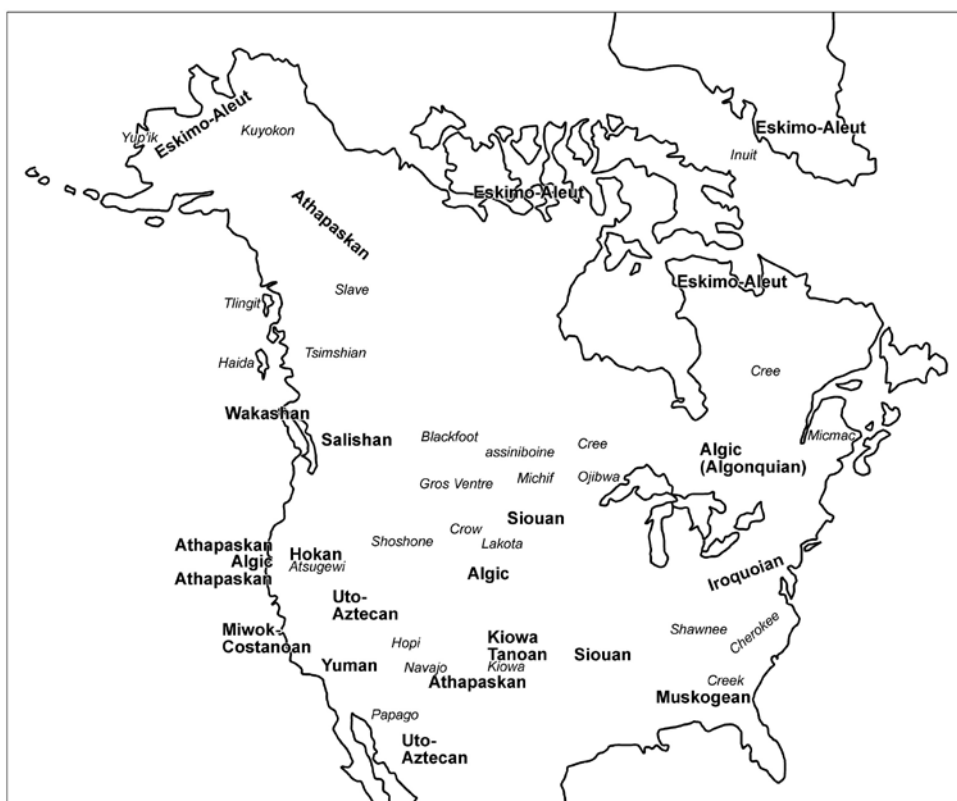 Eskimo-Aleut
Yup'ik
Kuyokon
Eskimo-Aleut
Inuit
Eskimo-Aleut
Athapaskan
Eskimo-Aleut
Slave
Tlingit
Tsimshian
Haida
Cree
Wakashan
Salishan
Blackfoot
assiniboine
Cree
Algic
(Algonquian)
Micmac
Gros Ventre
Michif
Ojibwa
Siouan
Crow
Lakota
Shoshone
Athapaskan
Algic
Athapaskan
Hokan
Atsugewi
Algic
Iroquoian
Uto-
Aztecan
Miwok-
Costanoan
Hopi
Kiowa
Tanoan
Kiowa
Siouan
Shawnee
Cherokee
Yuman
Navajo
Athapaskan
Creek
Muskogean
Papago
Uto-
Aztecan